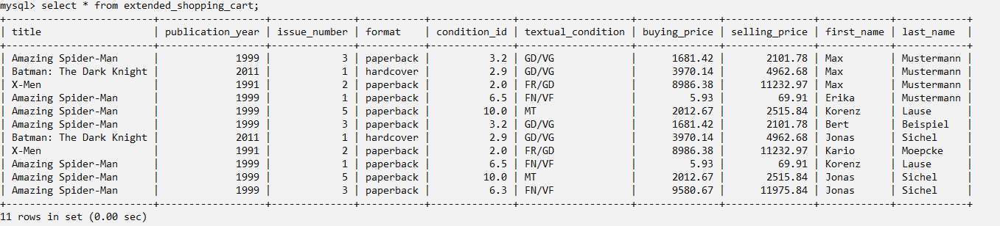 mysql> select * from extended_shopping_cart;
+--------------------------+------------------+--------------+-----------+--------------+-------------------+--------------+---------------+------------+------------+
| title | publication_year | issue_number | format | condition_id | textual_condition | buying_price | selling_price | first_name | last_name |
+--------------------------+------------------+--------------+-----------+--------------+-------------------+--------------+---------------+------------+------------+
| Amazing Spider-Man | 1999 | 3 | paperback | 3.2 | GD/VG | 1681.42 | 2101.78 | Max | Mustermann |
| Batman: The Dark Knight | 2011 | 1 | hardcover | 2.9 | GD/VG | 3970.14 | 4962.68 | Max | Mustermann |
| X-Men | 1991 | 2 | paperback | 2.0 | FR/GD | 8986.38 | 11232.97 | Max | Mustermann |
| Amazing Spider-Man | 1999 | 1 | paperback | 6.5 | FN/VF | 5.93 | 69.91 | Erika | Mustermann |
| Amazing Spider-Man | 1999 | 5 | paperback | 10.0 | MT | 2012.67 | 2515.84 | Korenz | Lause |
| Amazing Spider-Man | 1999 | 3 | paperback | 3.2 | GD/VG | 1681.42 | 2101.78 | Bert | Beispiel |
| Batman: The Dark Knight | 2011 | 1 | hardcover | 2.9 | GD/VG | 3970.14 | 4962.68 | Jonas | Sichel |
| X-Men | 1991 | 2 | paperback | 2.0 | FR/GD | 8986.38 | 11232.97 | Kario | Moepcke |
| Amazing Spider-Man | 1999 | 1 | paperback | 6.5 | FN/VF | 5.93 | 69.91 | Korenz | Lause |
| Amazing Spider-Man | 1999 | 5 | paperback | 10.0 | MT | 2012.67 | 2515.84 | Jonas | Sichel |
| Amazing Spider-Man | 1999 | 3 | paperback | 6.3 | FN/VF | 9580.67 | 11975.84 | Jonas | Sichel |
+--------------------------+------------------+--------------+-----------+--------------+-------------------+--------------+---------------+------------+------------+
11 rows in set (0.00 sec)